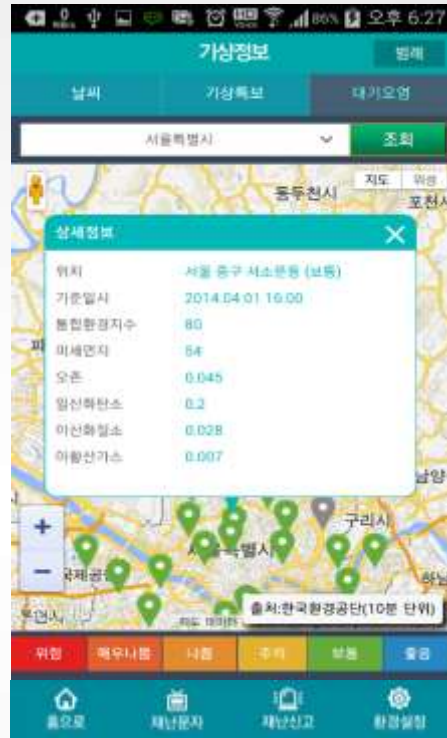 86% 오후 6:27
기상정보 범례
날씨 기상특보 대기오염
서울특별시 조회
지도 위성
동두천시
포천시
상세정보
위치 서울 중구 서소문동 (보통)
기준일시 2014.04.01 16:00
통합환경지수 80
미세먼지 54
오존 0.045
일산화탄소 0.2
이산화질소 0.028
아황산가스 0.007
남양
구리시
서울특별시
하남
출처:한국환경공단(10분 단위)
위험 매우나쁨 나쁨 주의 보통 좋음
홈으로 재난문자 재난신고 환경설정